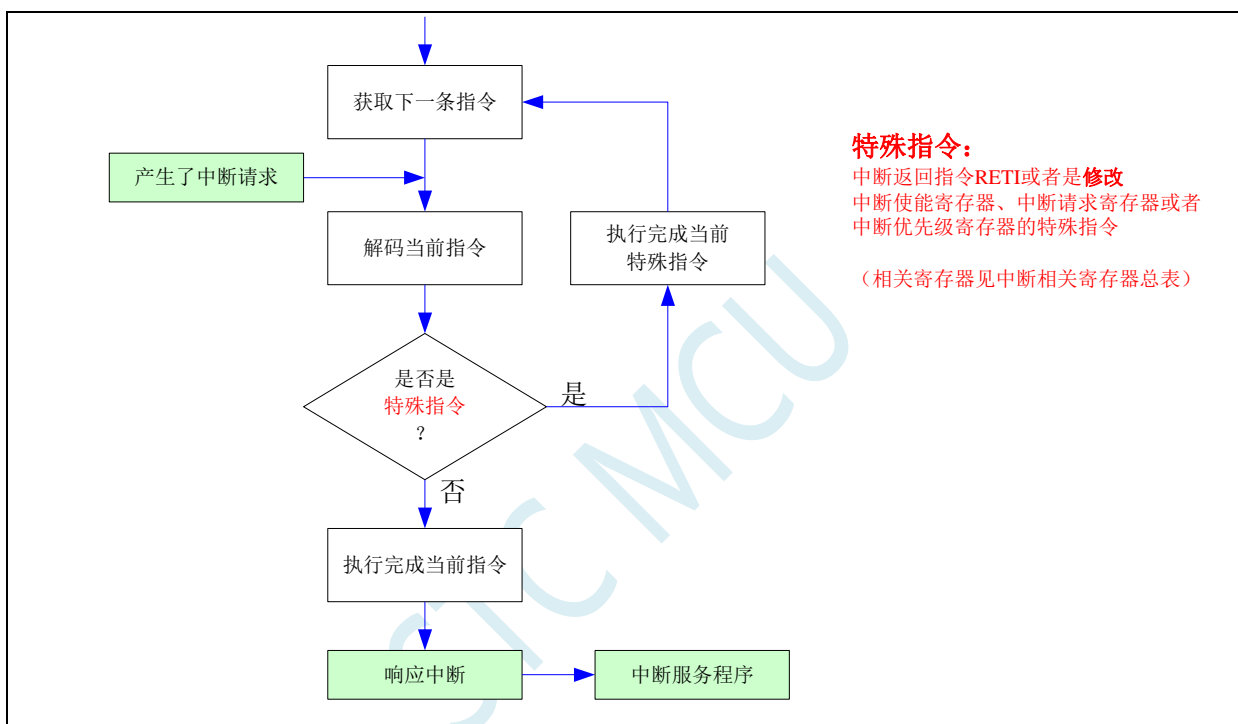 获取下一条指令
产生了中断请求
解码当前指令
执行完成当前
特殊指令
是否是
特殊指令
？
是
否
执行完成当前指令
响应中断
中断服务程序
特殊指令：
中断返回指令RETI或者是修改
中断使能寄存器、中断请求寄存器或者
中断优先级寄存器的特殊指令
（相关寄存器见中断相关寄存器总表）
STC MCU